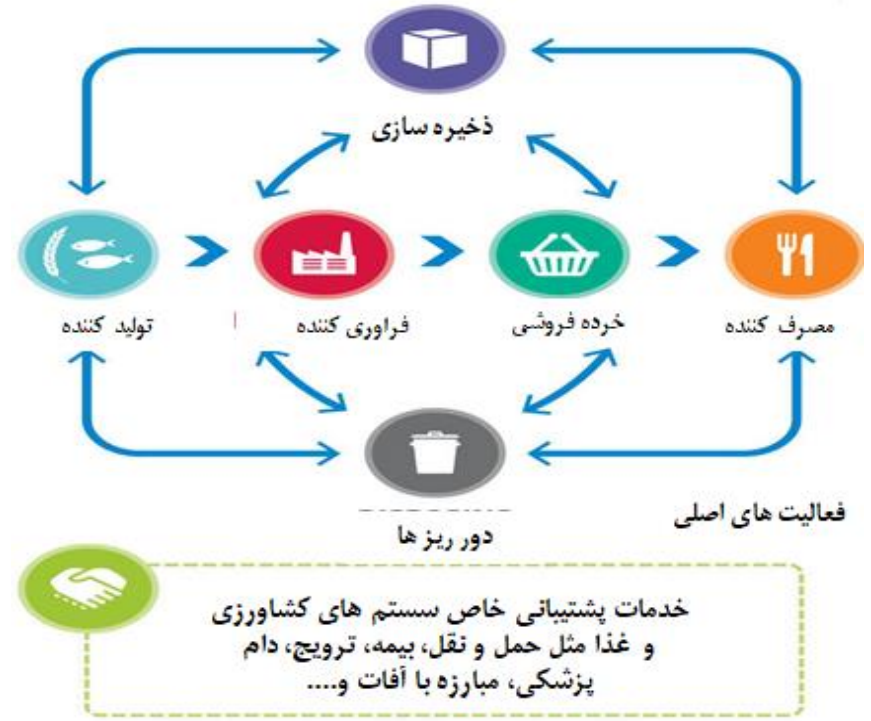 ذخیره سازی
تولید کننده
فراوری کننده
خرده فروشی
مصرف کننده
دور ریز ها
فعالیت های اصلی
خدمات پشتیبانی خاص سستم های کشاورزی
و غذا مثل حمل و نقل، بیمه، ترویج، دام
پزشکی، مبارزه با آفات و....